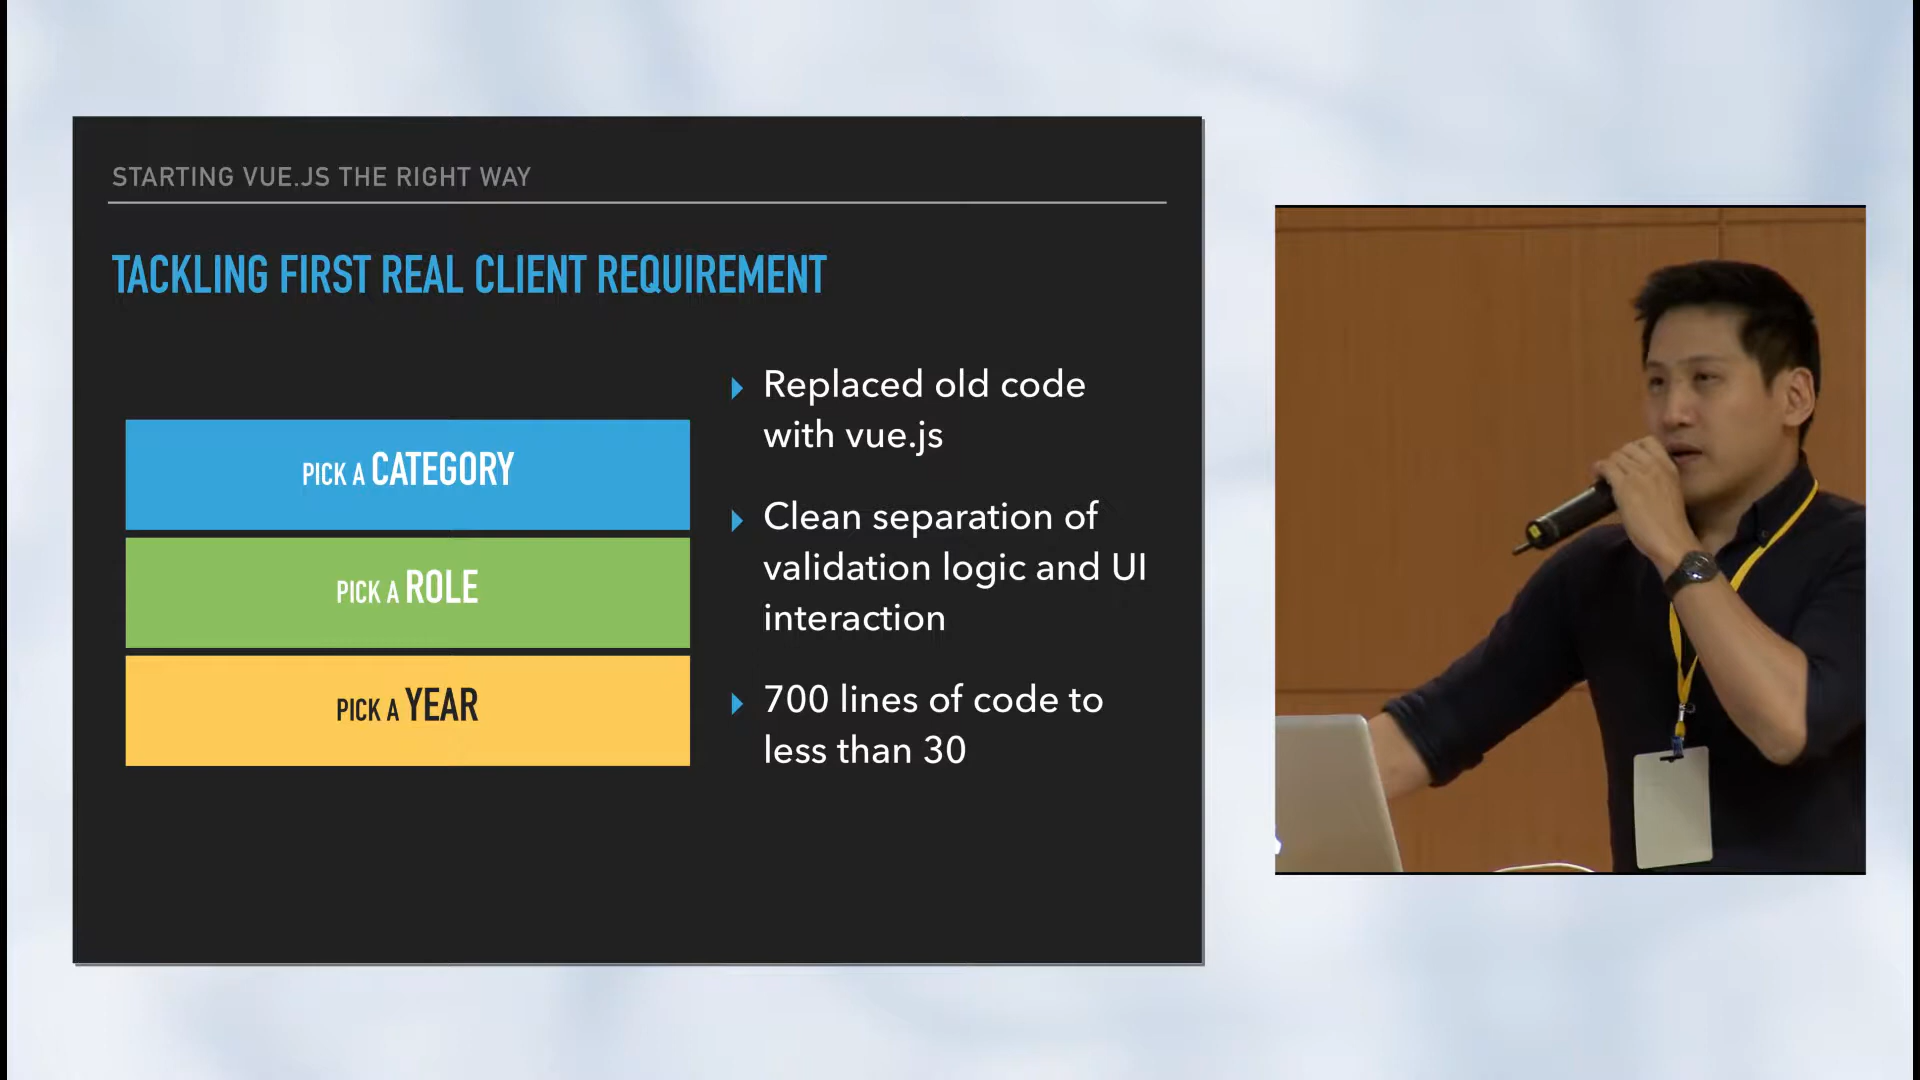 STARTING VUE.JS THE RIGHT WAY
TACKLING FIRST REAL CLIENT REQUIREMENT
PICK A CATEGORY
PICK A ROLE
PICK A YEAR
Replaced old code
with vue.js
Clean separation of
validation logic and UI
interaction
700 lines of code to
less than 30